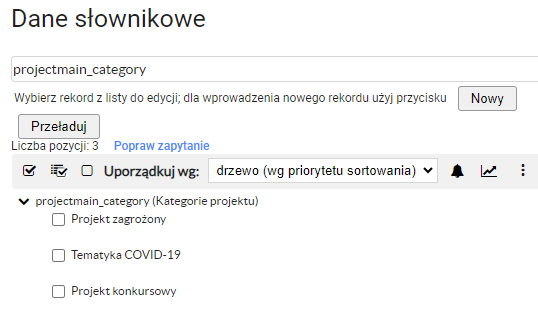 Dane słownikowe
projectmain_category
Wybierz rekord z listy do edycji; dla wprowadzenia nowego rekordu użyj przycisku Nowy
Przeładuj
Liczba pozycji: 3 Popraw zapytanie
Uporządkuj wg: drzewo (wg priorytetu sortowania)
projectmain_category (Kategorie projektu)
Projekt zagrożony
Tematyka COVID-19
Projekt konkursowy